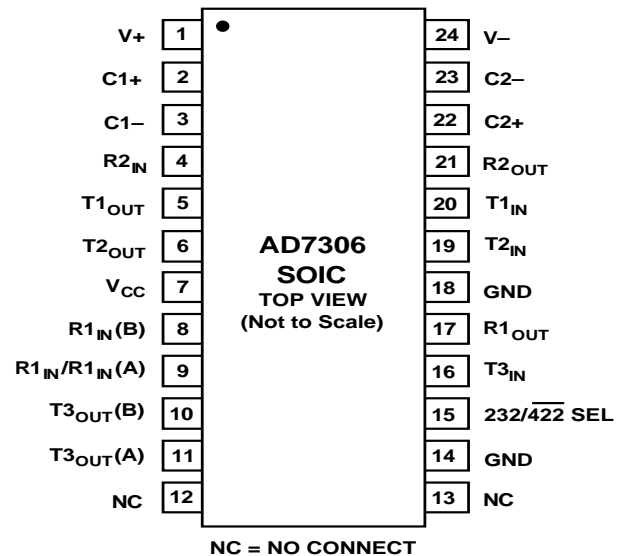 V+ 1 24 V–
C1+ 2 23 C2–
C1– 3 22 C2+
R2IN 4 21 R2OUT
T1OUT 5 20 T1IN
T2OUT 6 19 T2IN
VCC 7 18 GND
R1IN(B) 8 17 R1OUT
R1IN/R1IN(A) 9 16 T3IN
T3OUT(B) 10 15 232/4̅2̅2̅ SEL
T3OUT(A) 11 14 GND
NC 12 13 NC
AD7306
SOIC
TOP VIEW
(Not to Scale)
NC = NO CONNECT